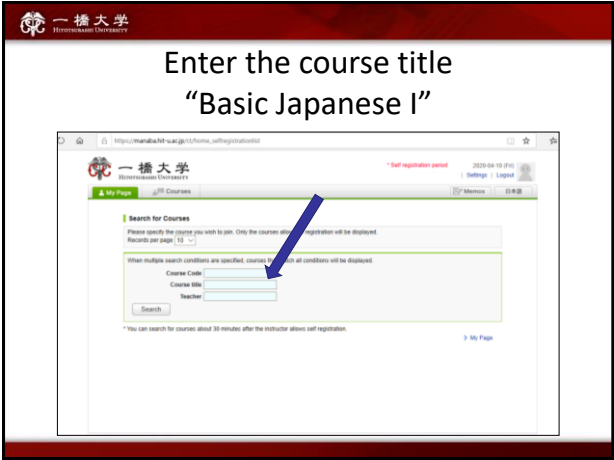 一橋大学
HITOTSUBASHI UNIVERSITY
Enter the course title
“Basic Japanese I”
https://manaba.hit-u.ac.jp/ct/home_selfregistrationlist
一橋大学
HITOTSUBASHI UNIVERSITY
* Self registration period
2020-04-10 (Fri)
Settings | Logout
My Page
Courses
Memos
日本語
Search for Courses
Please specify the course you wish to join. Only the courses registration will be displayed.
Records per page 10
When multiple search conditions are specified, courses all conditions will be displayed.
Course Code
Course title
Teacher
Search
* You can search for courses about 30 minutes after the instructor allows self registration.
My Page